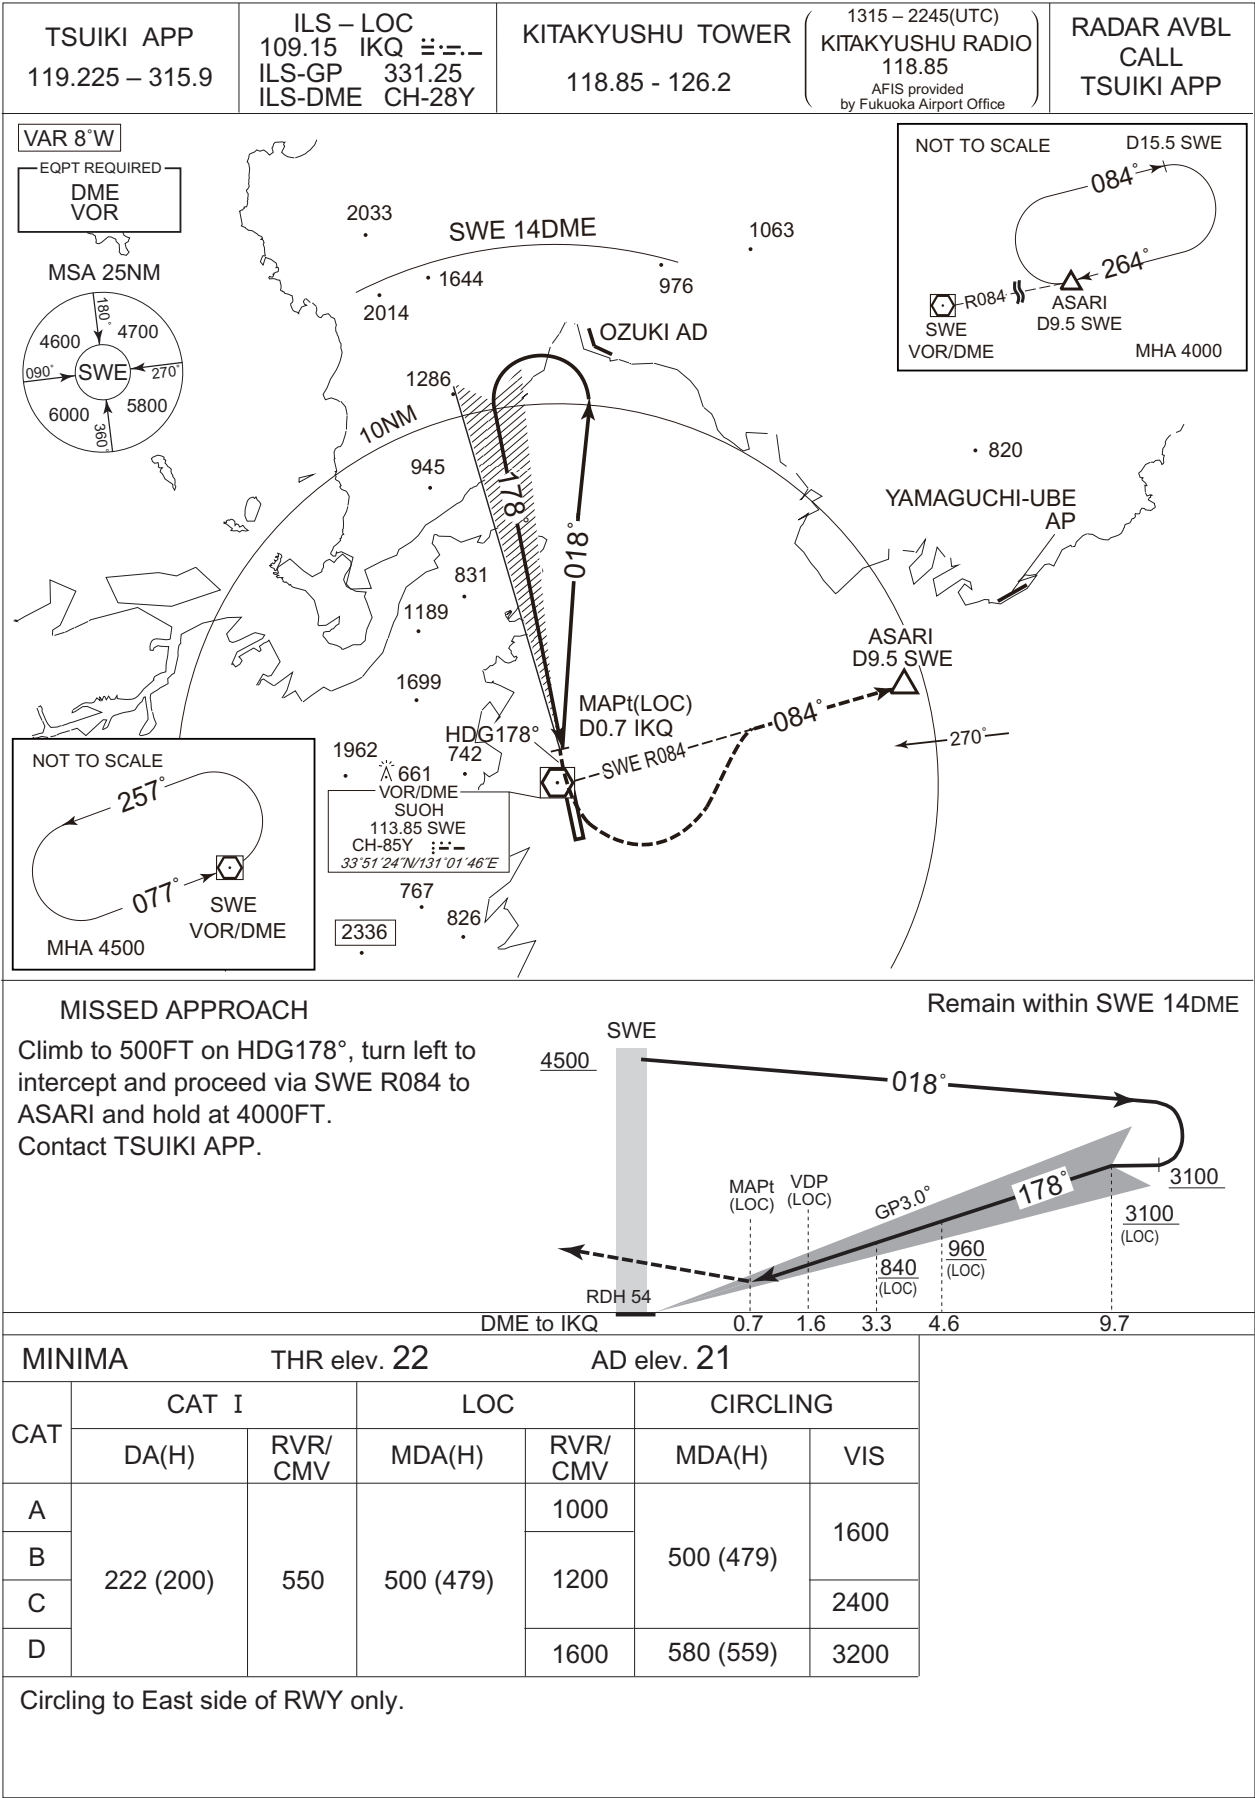 TSUIKI APP
119.225 – 315.9
ILS – LOC
109.15 IKQ
ILS-GP 331.25
ILS-DME CH-28Y
KITAKYUSHU TOWER
118.85 - 126.2
1315 – 2245(UTC)
KITAKYUSHU RADIO
118.85
AFIS provided
by Fukuoka Airport Office
RADAR AVBL
CALL
TSUIKI APP
VAR 8°W
EQPT REQUIRED
DME
VOR
MSA 25NM
180°
4600
4700
090°
SWE
270°
6000
5800
360°
NOT TO SCALE
D15.5 SWE
084°
264°
R084
ASARI
D9.5 SWE
SWE
VOR/DME
MHA 4000
2033
SWE 14DME
1063
1644
976
2014
OZUKI AD
1286
10NM
945
820
178°
YAMAGUCHI-UBE
AP
018°
831
1189
ASARI
D9.5 SWE
1699
MAPt(LOC)
D0.7 IKQ
084°
HDG178°
270°
SWE R084
1962
742
661
VOR/DME
SUOH
113.85 SWE
CH-85Y
33°51´24˝N/131°01´46˝E
767
826
2336
NOT TO SCALE
257°
077°
SWE
VOR/DME
MHA 4500
MISSED APPROACH
Climb to 500FT on HDG178°, turn left to
intercept and proceed via SWE R084 to
ASARI and hold at 4000FT.
Contact TSUIKI APP.
Remain within SWE 14DME
SWE
4500
018°
MAPt
(LOC)
VDP
(LOC)
GP3.0°
178°
3100
3100
(LOC)
960
(LOC)
840
(LOC)
RDH 54
DME to IKQ 0.7 1.6 3.3 4.6 9.7
MINIMA THR elev. 22 AD elev. 21
CAT
CAT I
LOC
CIRCLING
DA(H)
RVR/
CMV
MDA(H)
RVR/
CMV
MDA(H)
VIS
A
B
C
D
222 (200)
550
500 (479)
1000
1200
1600
500 (479)
580 (559)
1600
2400
3200
Circling to East side of RWY only.